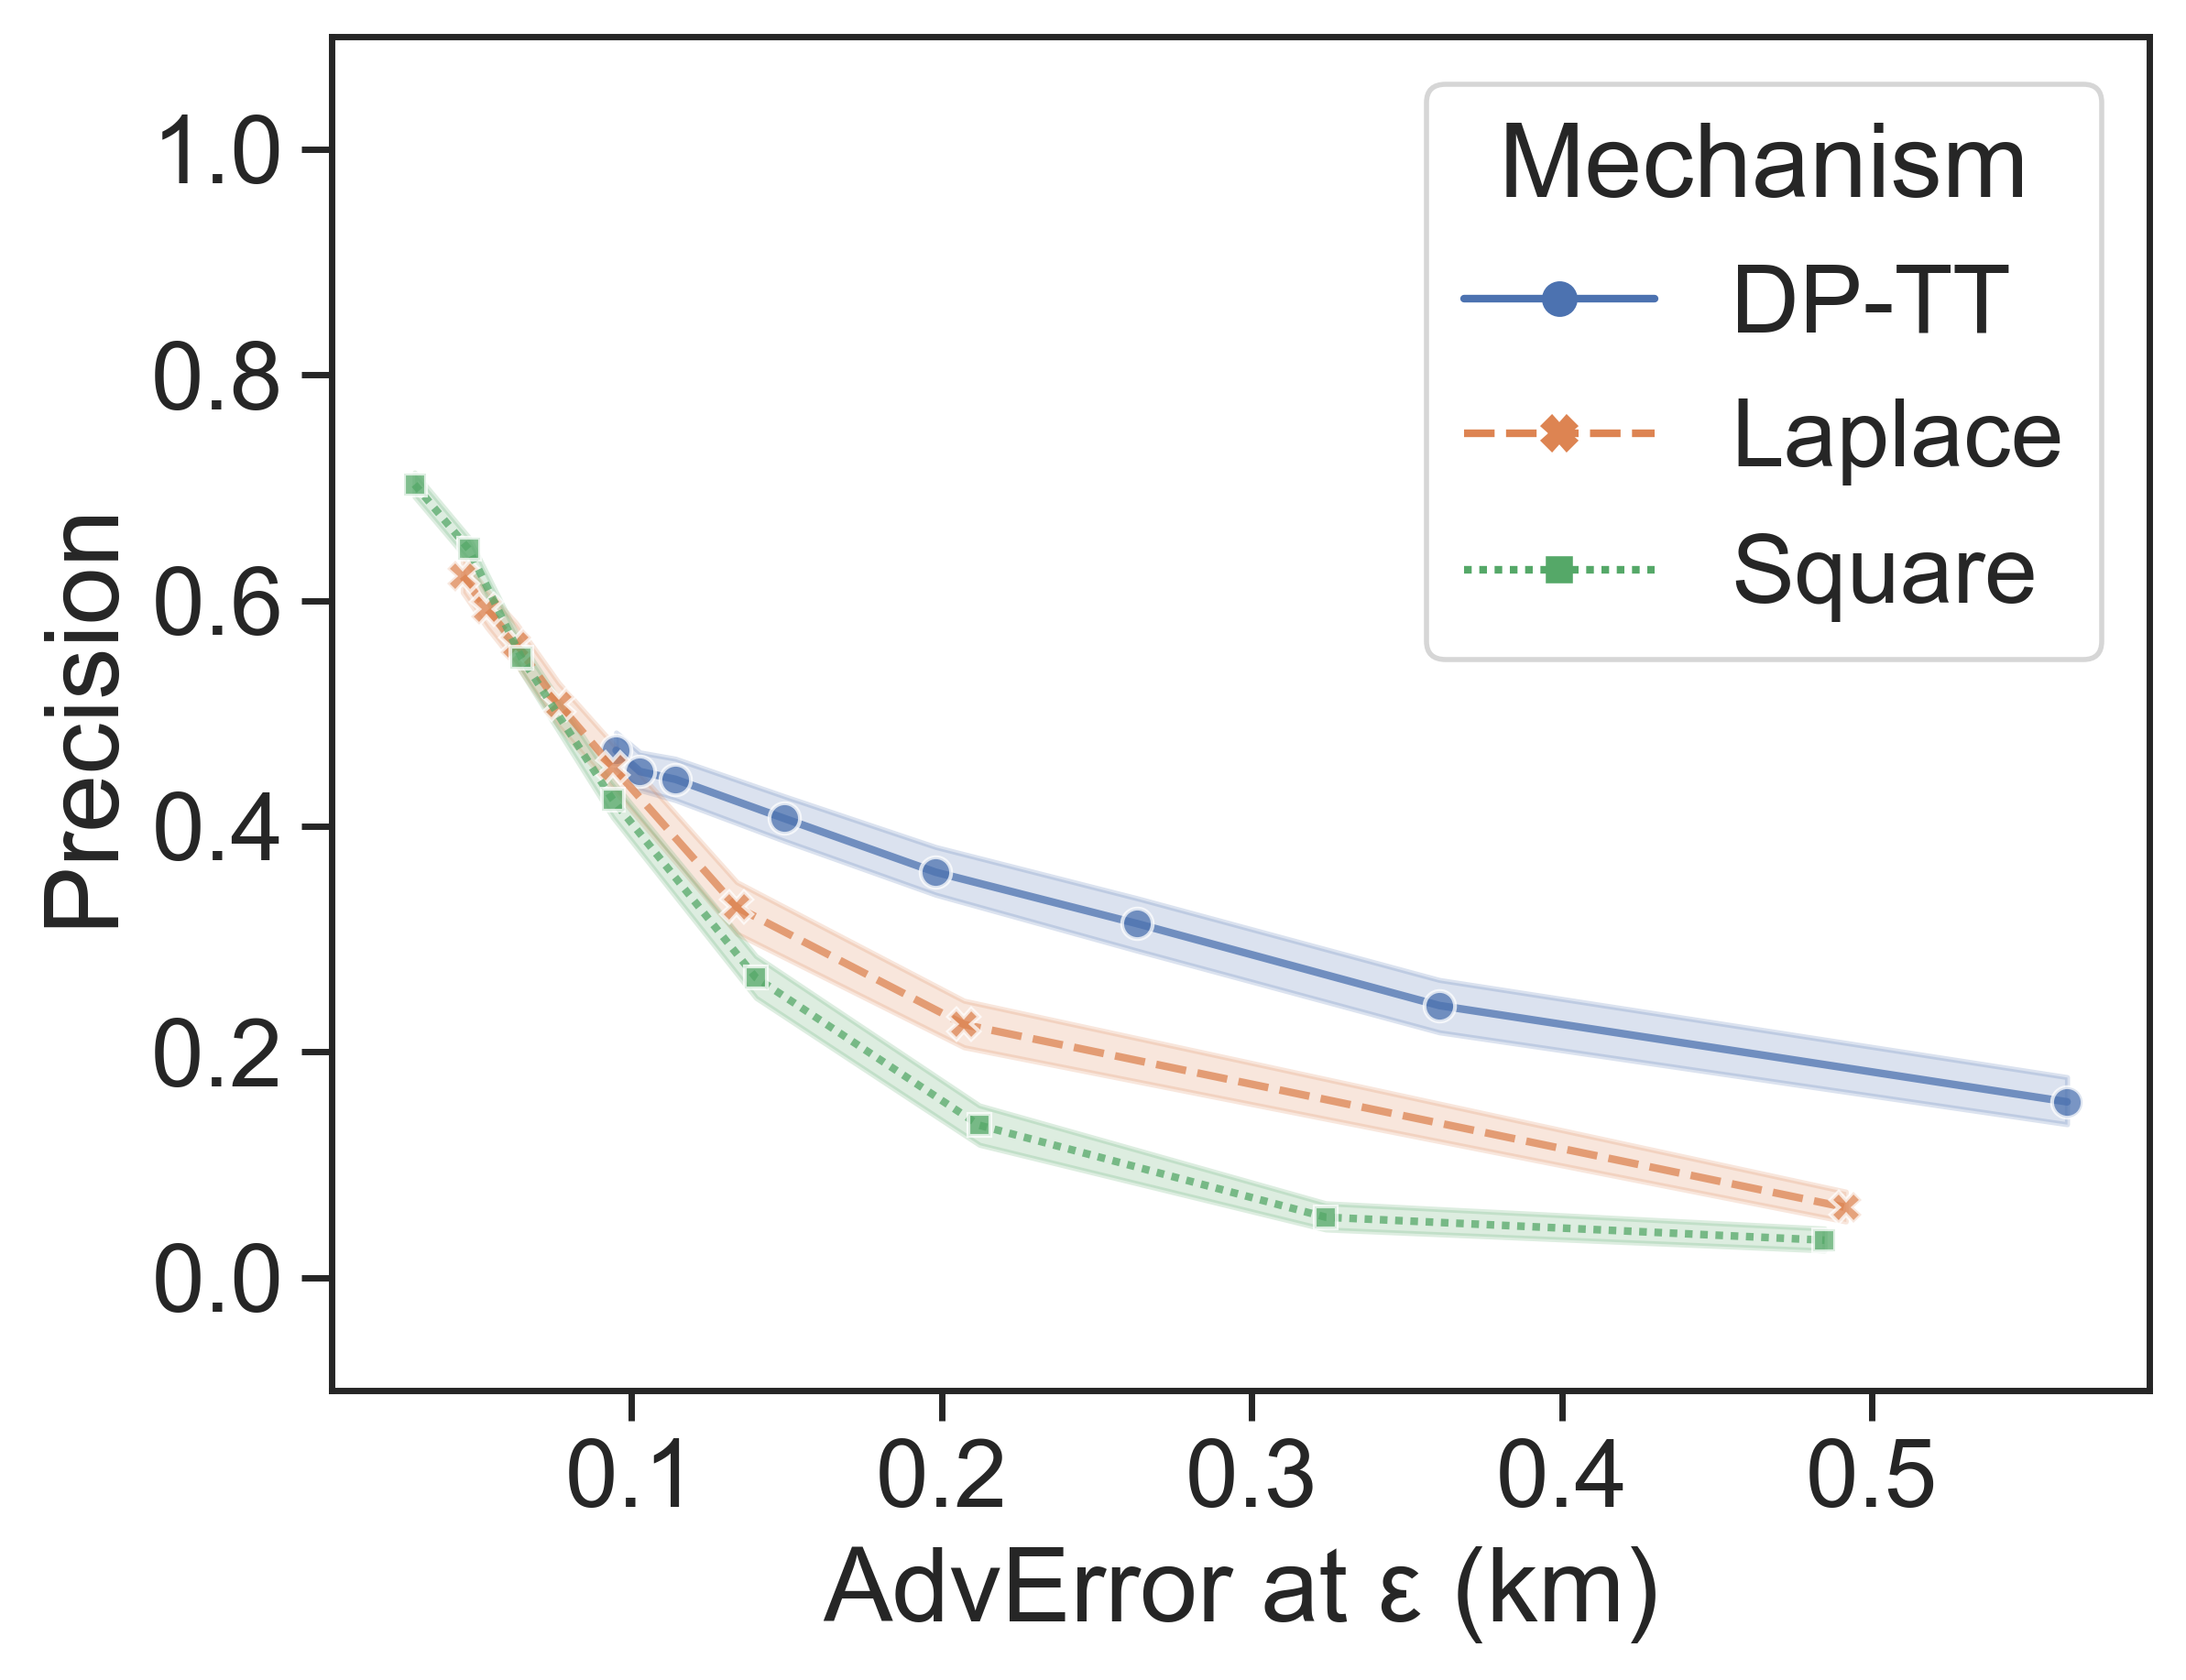 Mechanism
DP-TT
Laplace
Square
Precision
1.0
0.8
0.6
0.4
0.2
0.0
0.1 0.2 0.3 0.4 0.5
AdvError at ε (km)